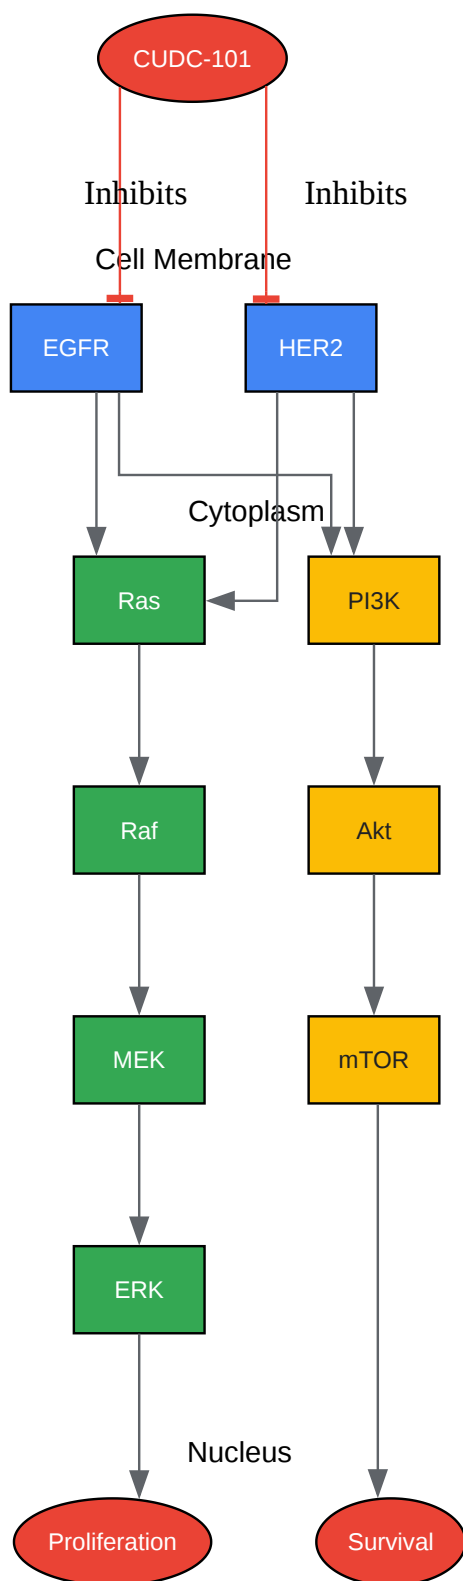 CUDC-101
Inhibits
Inhibits
Cell Membrane
EGFR
HER2
Cytoplasm
Ras
PI3K
Raf
Akt
MEK
mTOR
ERK
Nucleus
Proliferation
Survival